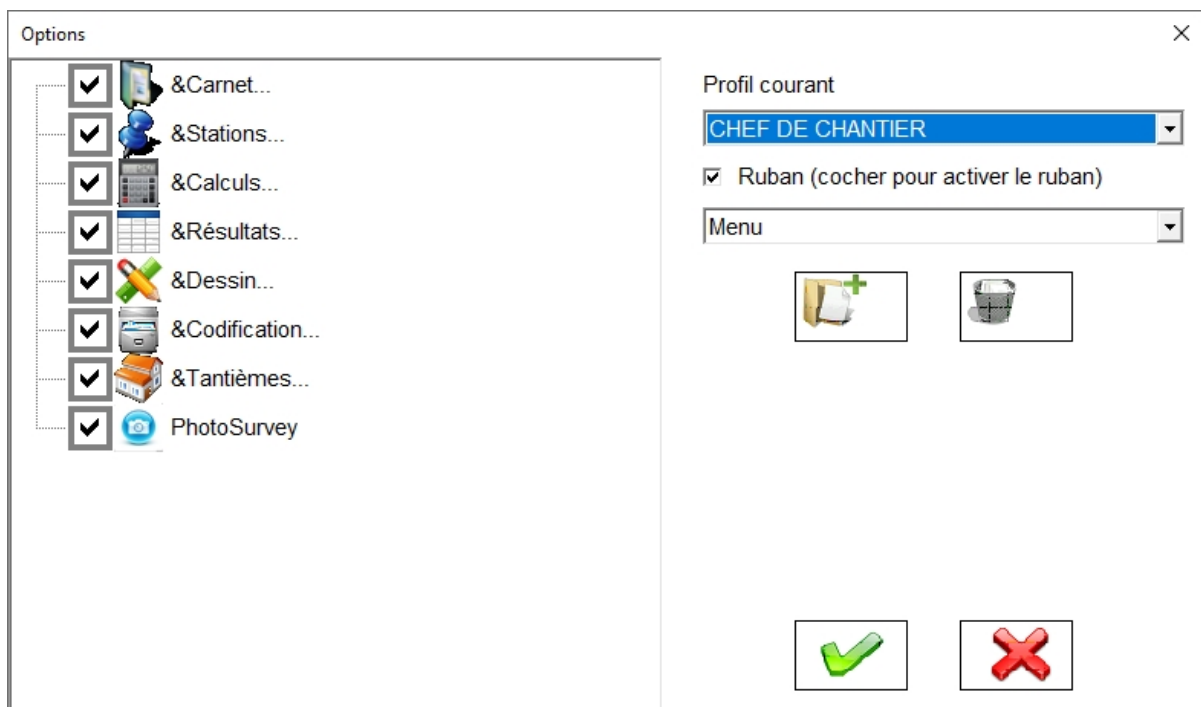 Options
&Carnet...
&Stations...
&Calculs...
&Résultats...
&Dessin...
&Codification...
&Tantièmes...
PhotoSurvey
Profil courant
CHEF DE CHANTIER
Ruban (cocher pour activer le ruban)
Menu